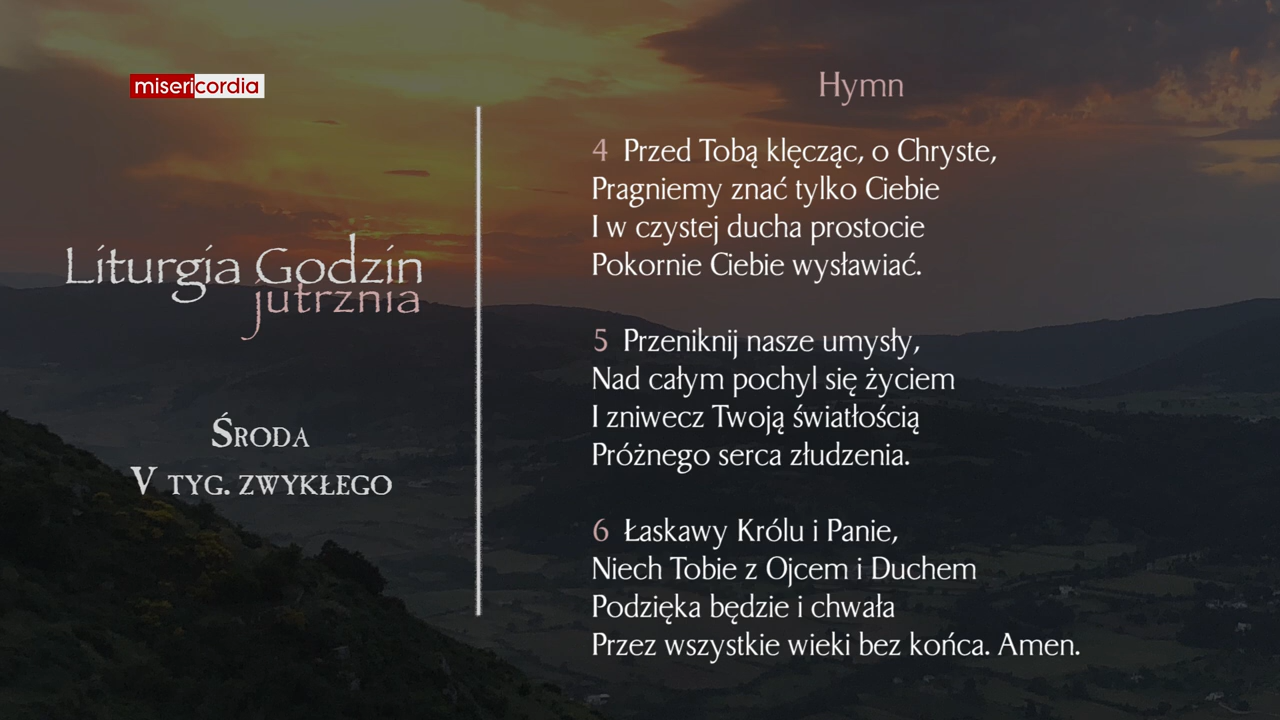 misericordia
Liturgia Godzin
jutrznia
Środa
V tyg. zwykłego
Hymn
4 Przed Tobą klęcząc, o Chryste,
Pragniemy znać tylko Ciebie
I w czystej ducha prostocie
Pokornie Ciebie wysławiać.
5 Przeniknij nasze umysły,
Nad całym pochyl się życiem
I zniwecz Twoją światłością
Próżnego serca złudzenia.
6 Łaskawy Królu i Panie,
Niech Tobie z Ojcem i Duchem
Podzięka będzie i chwała
Przez wszystkie wieki bez końca. Amen.